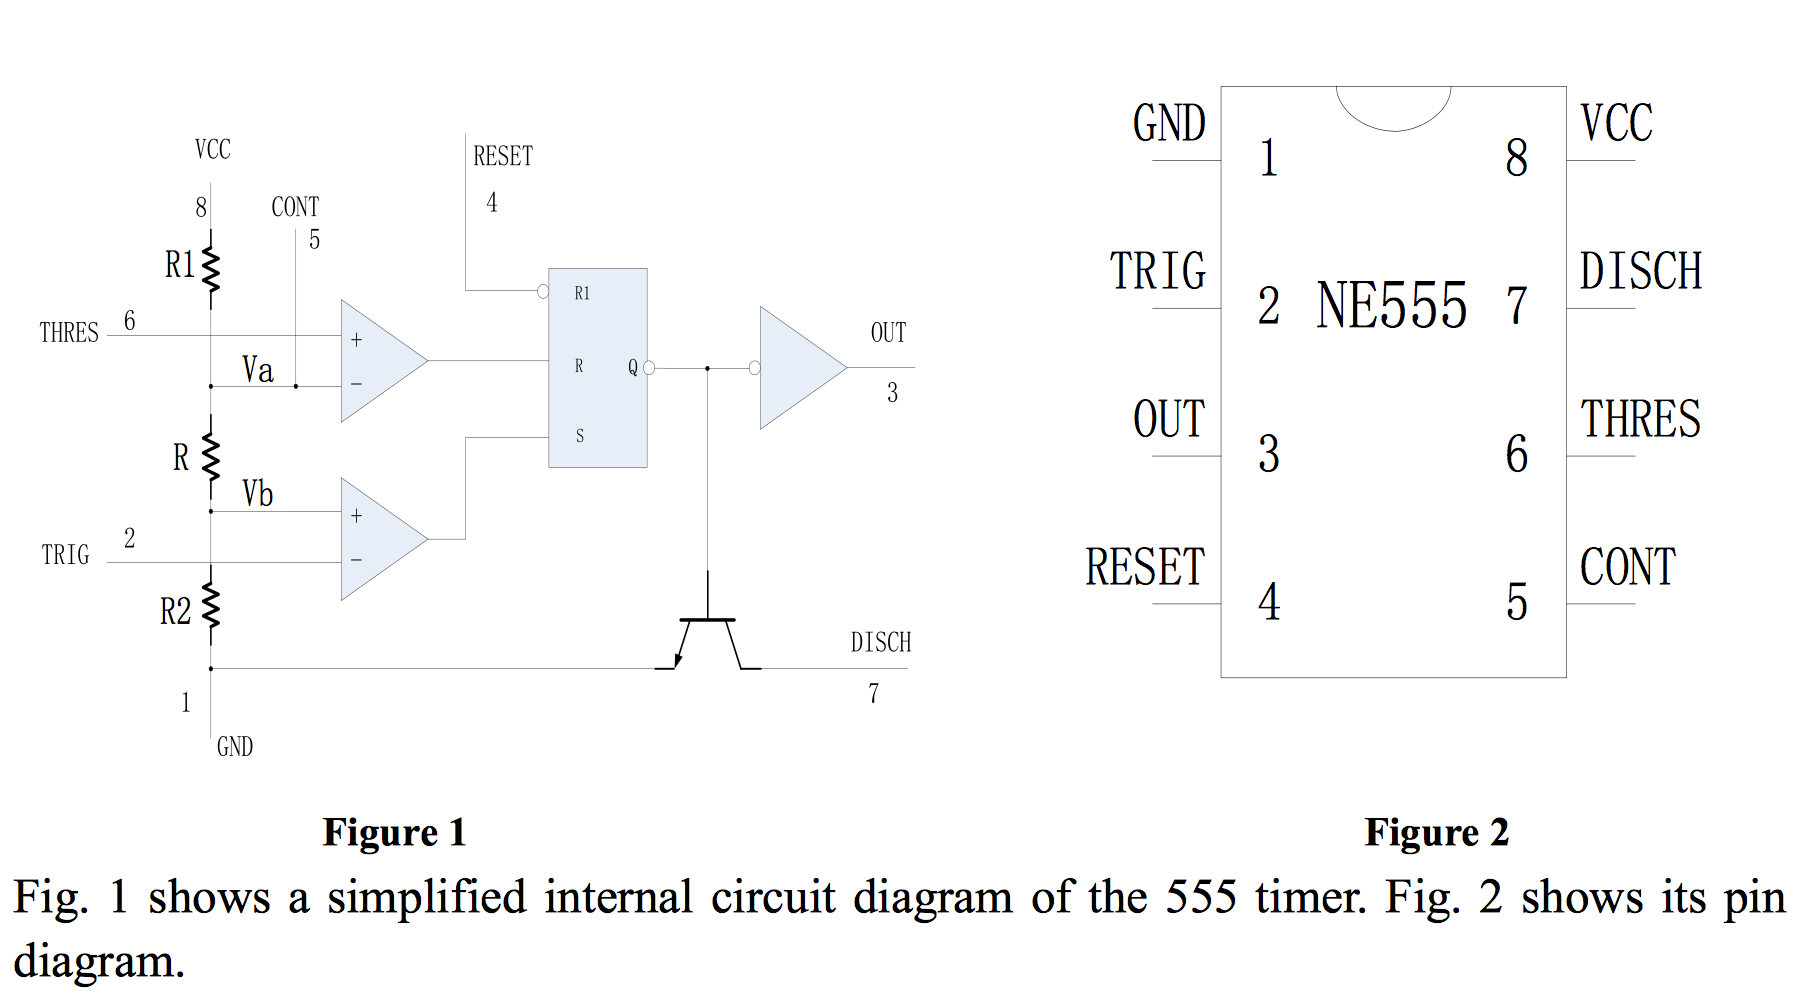 VCC
8
CONT
5
R1
THRES
6
Va
R
Vb
TRIG
2
R2
1
GND
+
−
+
−
RESET
4
R1
R
S
Q
OUT
3
DISCH
7
GND
1
TRIG
2
OUT
3
RESET
4
NE555
VCC
8
DISCH
7
THRES
6
CONT
5
Figure 1
Figure 2
Fig. 1 shows a simplified internal circuit diagram of the 555 timer. Fig. 2 shows its pin
diagram.